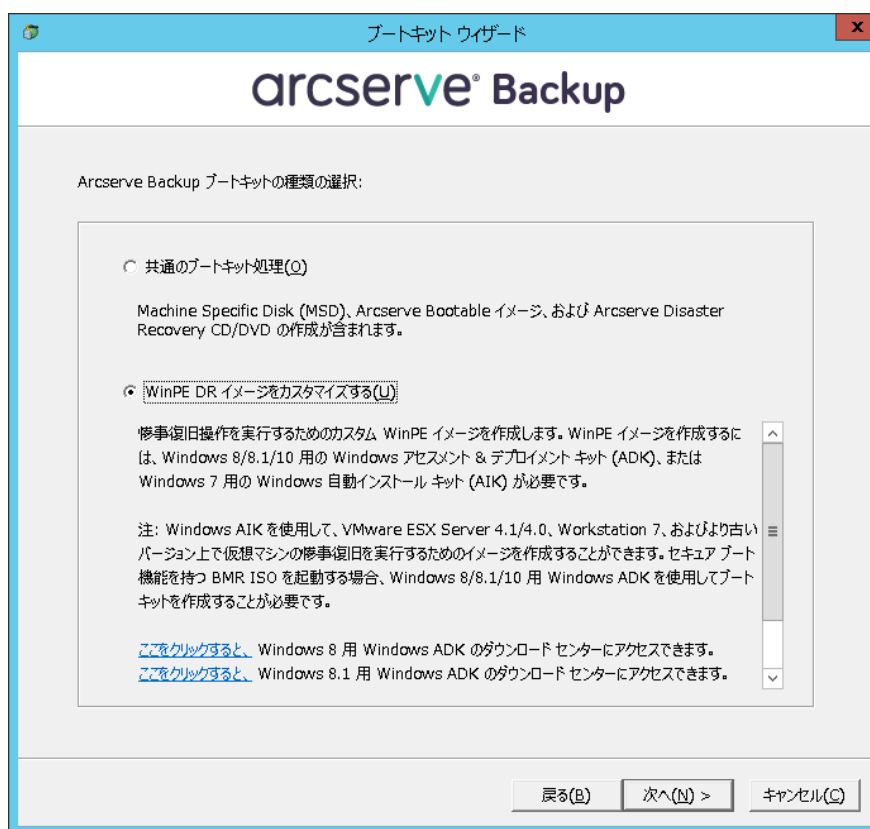 ブートキット ウィザード
x
arcserve® Backup
Arcserve Backup ブートキットの種類の選択:
共通のブートキット処理(O)
Machine Specific Disk (MSD)、Arcserve Bootable イメージ、および Arcserve Disaster
Recovery CD/DVD の作成が含まれます。
WinPE DR イメージをカスタマイズする(U)
惨事復旧操作を実行するためのカスタム WinPE イメージを作成します。WinPE イメージを作成するに
は、Windows 8/8.1/10 用の Windows アセスメント & デプロイメント キット (ADK)、または
Windows 7 用の Windows 自動インストール キット (AIK) が必要です。
注: Windows AIK を使用して、VMware ESX Server 4.1/4.0、Workstation 7、およびより古い
バージョン上で仮想マシンの惨事復旧を実行するためのイメージを作成することができます。セキュア ブート
機能を持つ BMR ISO を起動する場合、Windows 8/8.1/10 用 Windows ADK を使用してブート
キットを作成することが必要です。
ここをクリックすると、 Windows 8 用 Windows ADK のダウンロード センターにアクセスできます。
ここをクリックすると、 Windows 8.1 用 Windows ADK のダウンロード センターにアクセスできます。
戻る(B) 次へ(N) > キャンセル(C)